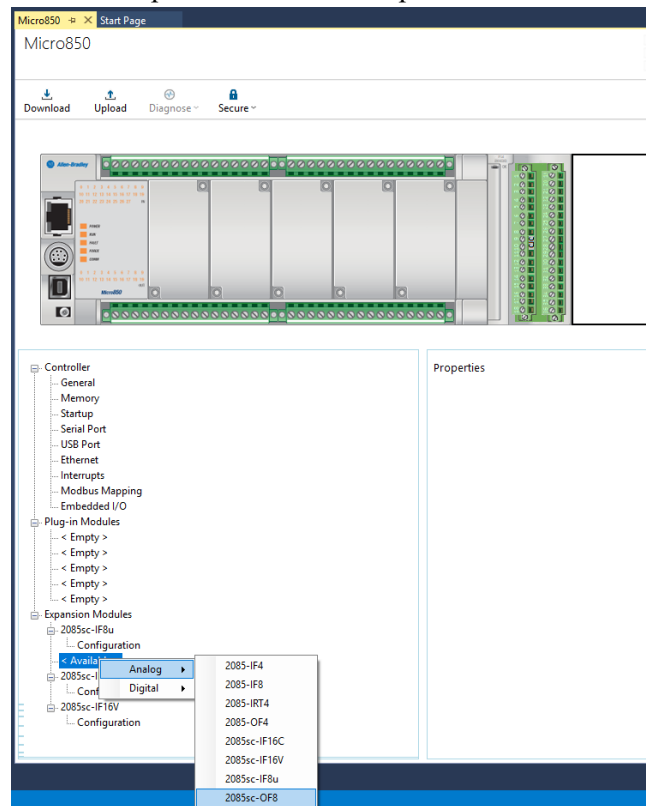 Micro850
Start Page
Micro850
Download
Upload
Diagnose
Secure
Allen-Bradley
Micro850
Controller
General
Memory
Startup
Serial Port
USB Port
Ethernet
Interrupts
Modbus Mapping
Embedded I/O
Plug-in Modules
< Empty >
< Empty >
< Empty >
< Empty >
< Empty >
Expansion Modules
2085sc-IF8u
Configuration
2085sc-IF16V
Configuration
Analog
Digital
2085-IF4
2085-IF8
2085-IRT4
2085-OF4
2085sc-IF16C
2085sc-IF16V
2085sc-IF8u
2085sc-OF8
Properties